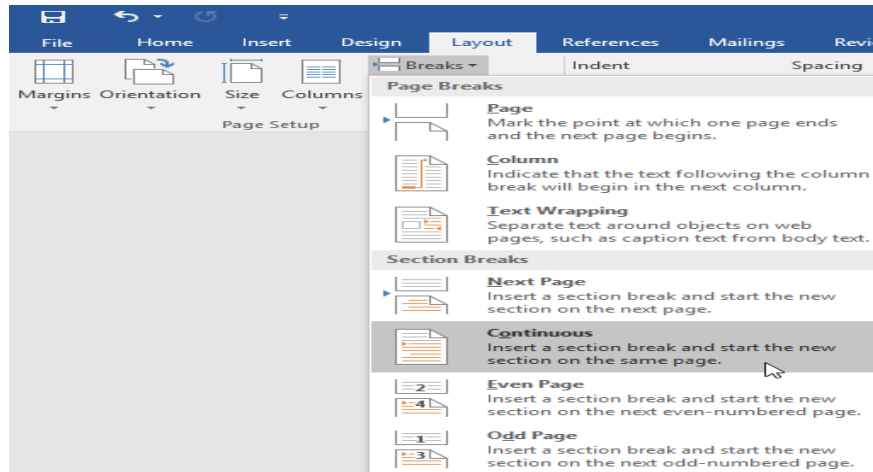 File Home Insert Design Layout References Mailings Revi
Breaks Indent Spacing
Margins Orientation Size Columns
Page Setup
Page Breaks
Page
Mark the point at which one page ends
and the next page begins.
Column
Indicate that the text following the column
break will begin in the next column.
Text Wrapping
Separate text around objects on web
pages, such as caption text from body text.
Section Breaks
Next Page
Insert a section break and start the new
section on the next page.
Continuous
Insert a section break and start the new
section on the same page.
2
4
Even Page
Insert a section break and start the new
section on the next even-numbered page.
1
3
Odd Page
Insert a section break and start the new
section on the next odd-numbered page.